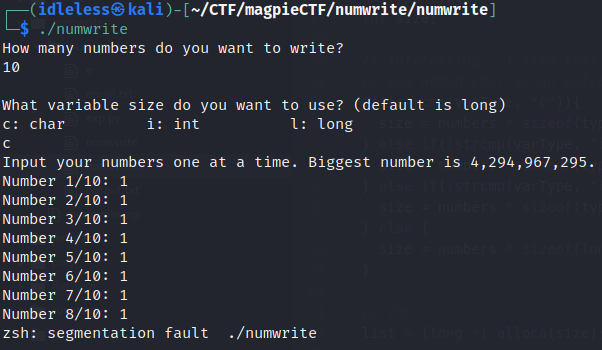 ┌──(idleless㉿kali)-[~/CTF/magpieCTF/numwrite/numwrite]
└─$ ./numwrite
How many numbers do you want to write?
10
What variable size do you want to use? (default is long)
c: char i: int l: long
c
Input your numbers one at a time. Biggest number is 4,294,967,295.
Number 1/10: 1
Number 2/10: 1
Number 3/10: 1
Number 4/10: 1
Number 5/10: 1
Number 6/10: 1
Number 7/10: 1
Number 8/10: 1
zsh: segmentation fault ./numwrite